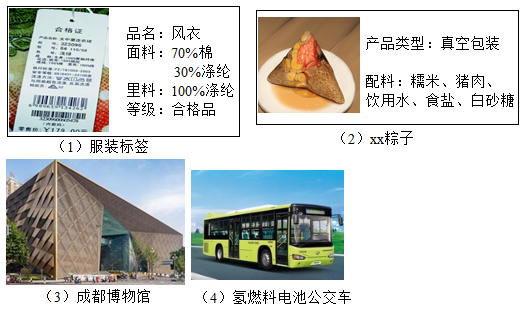 合格证
品名：风衣
面料：70%棉
30%涤纶
里料：100%涤纶
等级：合格品
（1）服装标签
产品类型：真空包装
配料：糯米、猪肉、
饮用水、食盐、白砂糖
（2）xx粽子
（3）成都博物馆
（4）氢燃料电池公交车